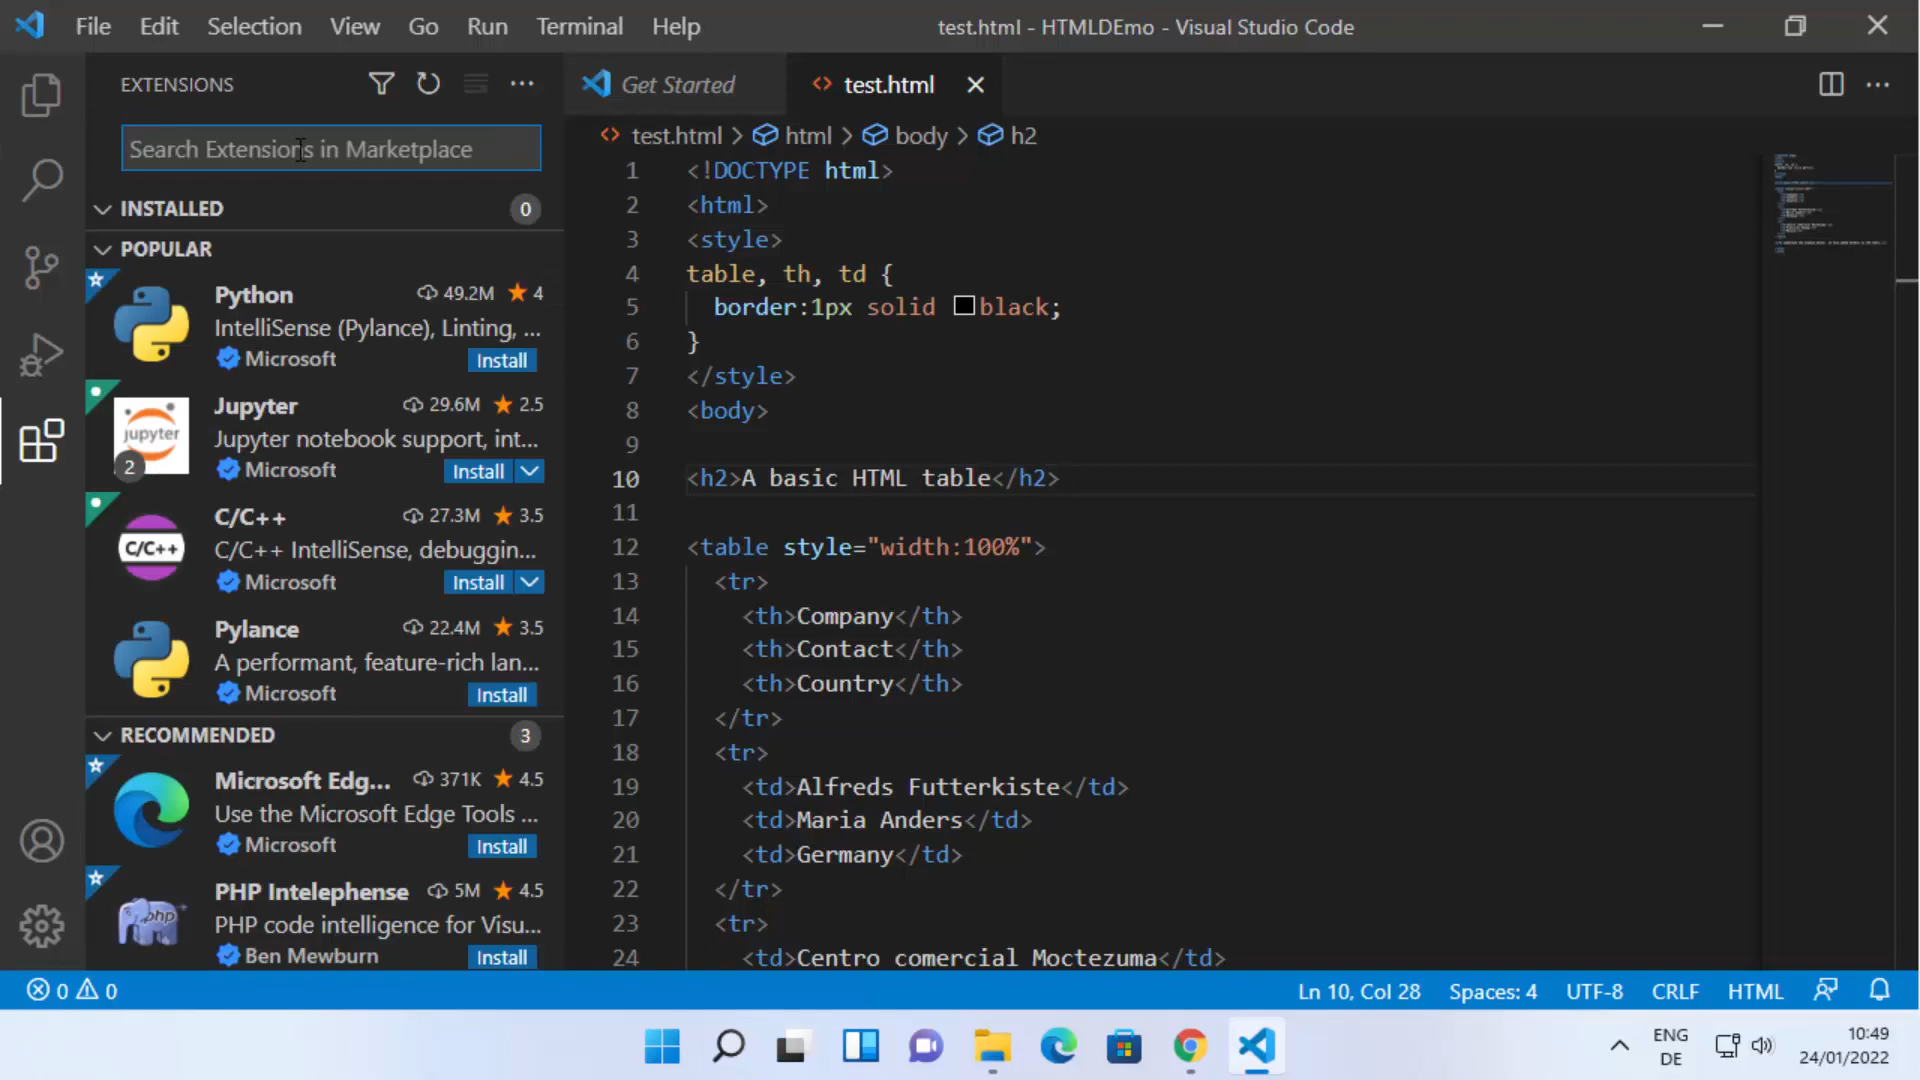 File Edit Selection View Go Run Terminal Help
test.html - HTMLDEmo - Visual Studio Code
EXTENSIONS
Search Extensions in Marketplace
INSTALLED 0
POPULAR
Python 49.2M 4
IntelliSense (Pylance), Linting, ...
Microsoft Install
Jupyter 29.6M 2.5
jupyter
Jupyter notebook support, int...
2
Microsoft Install
C/C++ 27.3M 3.5
C/C++
C/C++ IntelliSense, debuggin...
Microsoft Install
Pylance 22.4M 3.5
A performant, feature-rich lan...
Microsoft Install
RECOMMENDED 3
Microsoft Edg... 371K 4.5
Use the Microsoft Edge Tools ...
Microsoft Install
PHP Intelephense 5M 4.5
php
PHP code intelligence for Visu...
Ben Mewburn Install
Get Started
test.html
test.html > html > body > h2
1 <!DOCTYPE html>
2 <html>
3 <style>
4 table, th, td {
5 border:1px solid black;
6 }
7 </style>
8 <body>
9
10 <h2>A basic HTML table</h2>
11
12 <table style="width:100%">
13 <tr>
14 <th>Company</th>
15 <th>Contact</th>
16 <th>Country</th>
17 </tr>
18 <tr>
19 <td>Alfreds Futterkiste</td>
20 <td>Maria Anders</td>
21 <td>Germany</td>
22 </tr>
23 <tr>
24 <td>Centro comercial Moctezuma</td>
0 0
Ln 10, Col 28 Spaces: 4 UTF-8 CRLF HTML
ENG
DE
10:49
24/01/2022